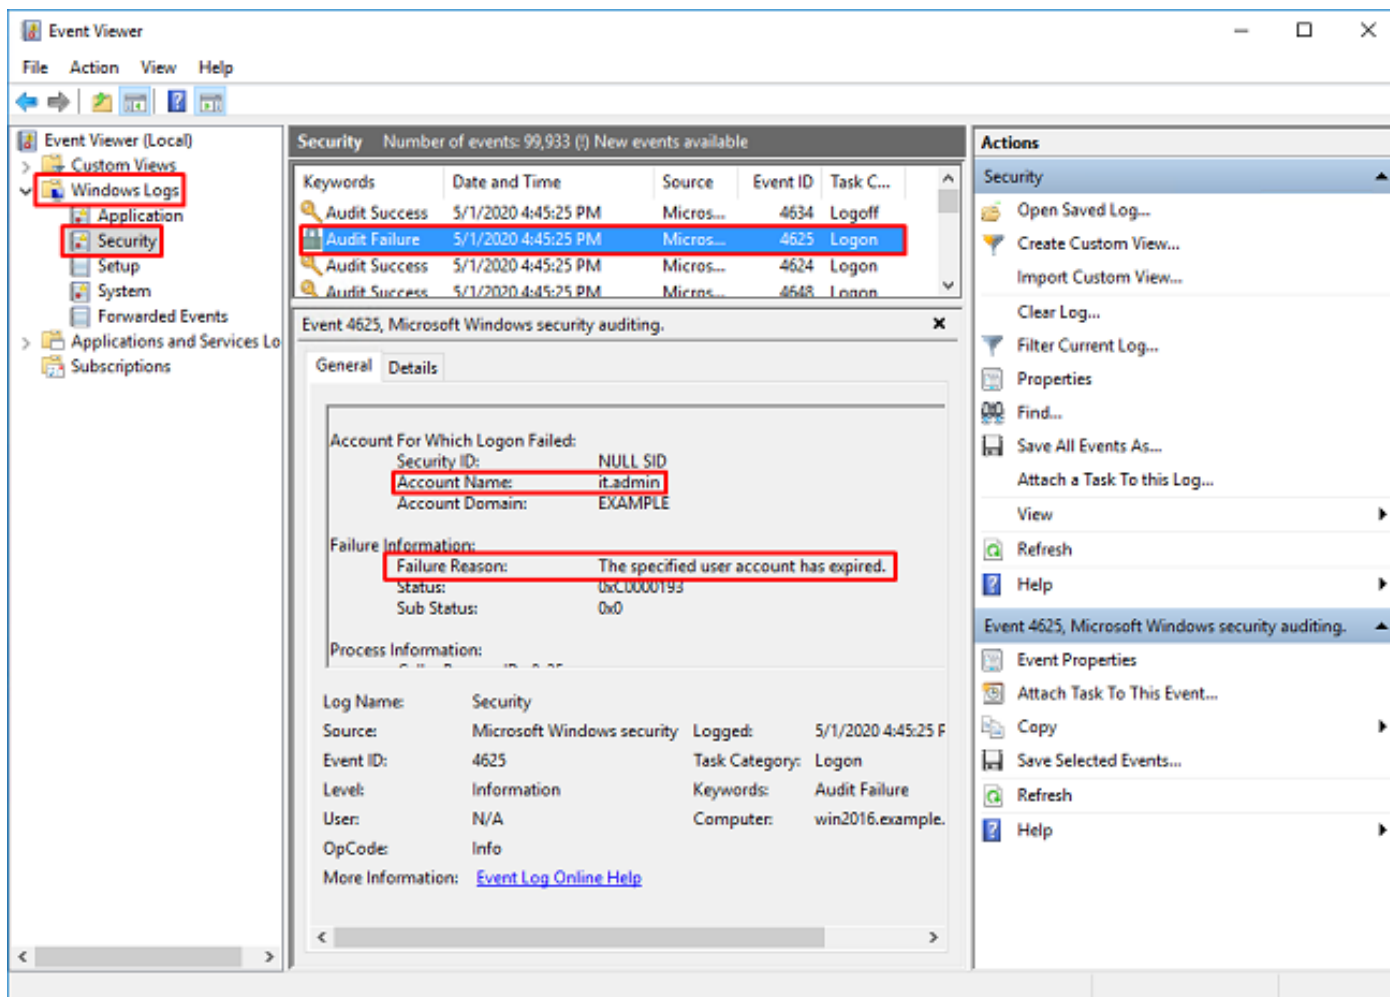 Event Viewer
File Action View Help
Event Viewer (Local)
Custom Views
Windows Logs
Application
Security
Setup
System
Forwarded Events
Applications and Services Lo
Subscriptions
Security Number of events: 99,933 (!) New events available
Keywords Date and Time Source Event ID Task C...
Audit Success 5/1/2020 4:45:25 PM Micros... 4634 Logoff
Audit Failure 5/1/2020 4:45:25 PM Micros... 4625 Logon
Audit Success 5/1/2020 4:45:25 PM Micros... 4624 Logon
Audit Success 5/1/2020 4:45:25 PM Micros... 4648 Logon
Event 4625, Microsoft Windows security auditing.
General Details
Account For Which Logon Failed:
Security ID: NULL SID
Account Name: it.admin
Account Domain: EXAMPLE
Failure Information:
Failure Reason: The specified user account has expired.
Status: 0xC0000193
Sub Status: 0x0
Process Information:
Log Name: Security
Source: Microsoft Windows security Logged: 5/1/2020 4:45:25 P
Event ID: 4625 Task Category: Logon
Level: Information Keywords: Audit Failure
User: N/A Computer: win2016.example.
OpCode: Info
More Information: Event Log Online Help
Actions
Security
Open Saved Log...
Create Custom View...
Import Custom View...
Clear Log...
Filter Current Log...
Properties
Find...
Save All Events As...
Attach a Task To this Log...
View
Refresh
Help
Event 4625, Microsoft Windows security auditing.
Event Properties
Attach Task To This Event...
Copy
Save Selected Events...
Refresh
Help